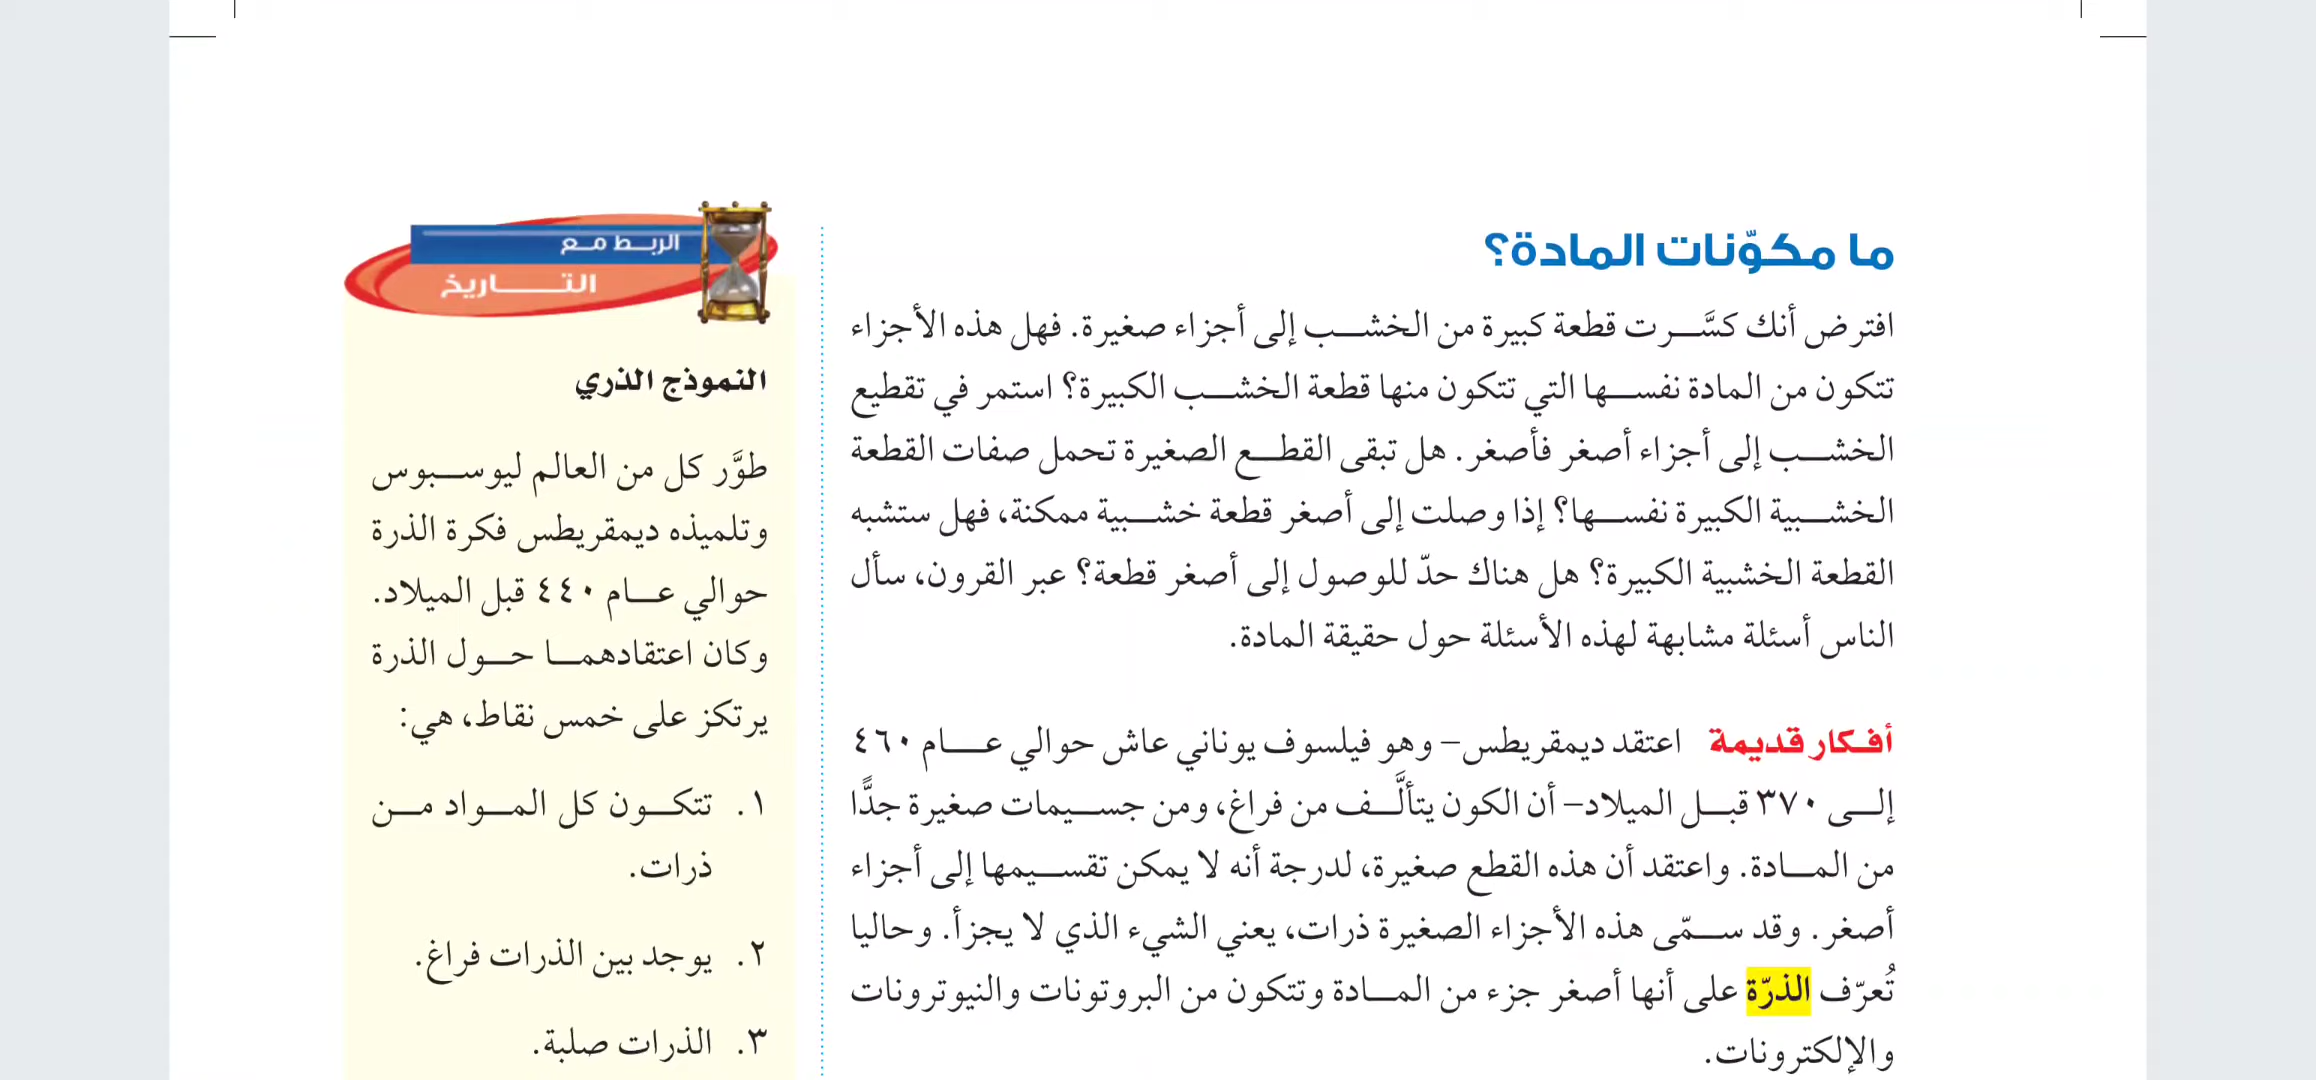 ما مكوّنات المادة؟
افترض أنك كسَّرت قطعة كبيرة من الخشب إلى أجزاء صغيرة. فهل هذه الأجزاء
تتكون من المادة نفسها التي تتكون منها قطعة الخشب الكبيرة؟ استمر في تقطيع
الخشب إلى أجزاء أصغر فأصغر. هل تبقى القطع الصغيرة تحمل صفات القطعة
الخشبية الكبيرة نفسها؟ إذا وصلت إلى أصغر قطعة خشبية ممكنة، فهل ستشبه
القطعة الخشبية الكبيرة؟ هل هناك حدّ للوصول إلى أصغر قطعة؟ عبر القرون، سأل
الناس أسئلة مشابهة لهذه الأسئلة حول حقيقة المادة.
أفكار قديمة اعتقد ديمقريطس– وهو فيلسوف يوناني عاش حوالي عام ٤٦٠
إلى ٣٧٠ قبل الميلاد– أن الكون يتألَّف من فراغ، ومن جسيمات صغيرة جدًّا
من المادة. واعتقد أن هذه القطع صغيرة، لدرجة أنه لا يمكن تقسيمها إلى أجزاء
أصغر. وقد سمّى هذه الأجزاء الصغيرة ذرات، يعني الشيء الذي لا يجزأ. وحاليا
تُعرّف الذرّة على أنها أصغر جزء من المادة وتتكون من البروتونات والنيوترونات
والإلكترونات.
الربط مع
التاريخ
النموذج الذري
طوَّر كل من العالم ليوسبوس
وتلميذه ديمقريطس فكرة الذرة
حوالي عام ٤٤٠ قبل الميلاد.
وكان اعتقادهما حول الذرة
يرتكز على خمس نقاط، هي:
١. تتكون كل المواد من
ذرات.
٢. يوجد بين الذرات فراغ.
٣. الذرات صلبة.